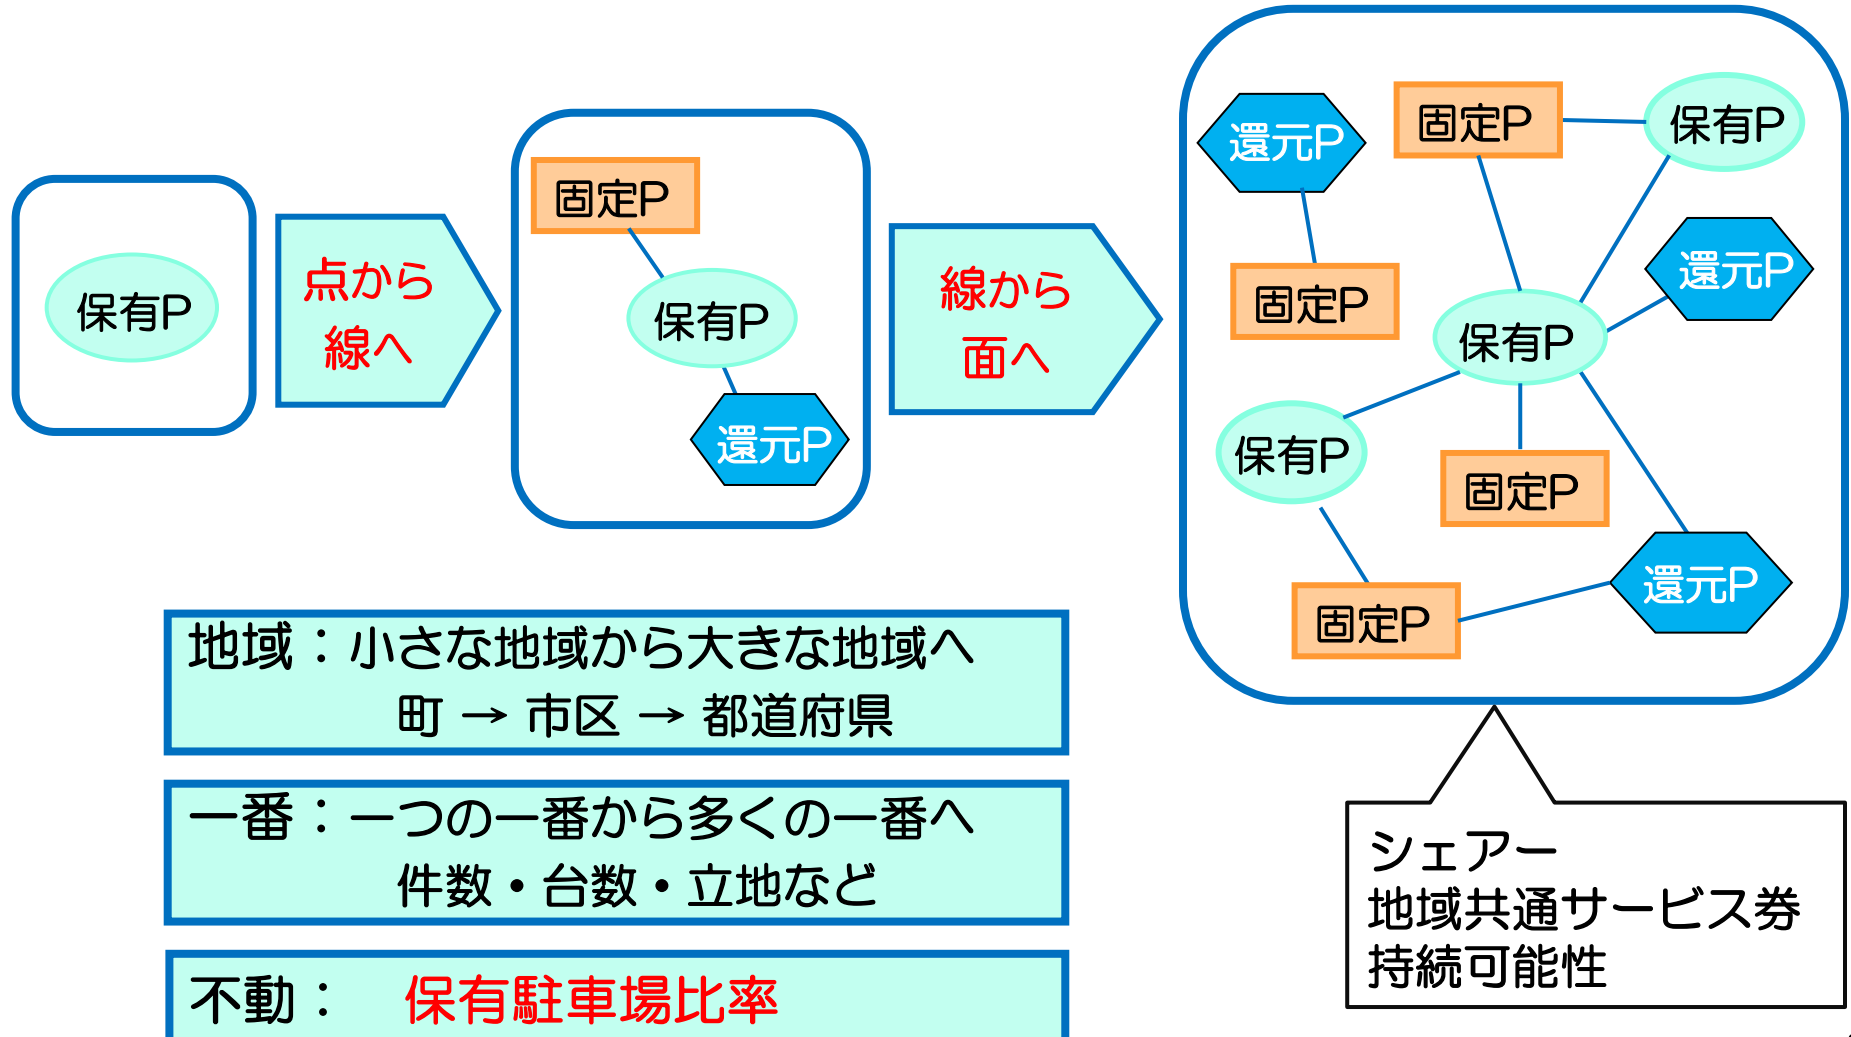 保有P
点から
線へ
固定P
保有P
還元P
線から
面へ
還元P
固定P
保有P
還元P
固定P
保有P
保有P
固定P
還元P
固定P
地域：小さな地域から大きな地域へ
町 → 市区 → 都道府県
一番：一つの一番から多くの一番へ
件数・台数・立地など
不動：　保有駐車場比率
シェアー
地域共通サービス券
持続可能性